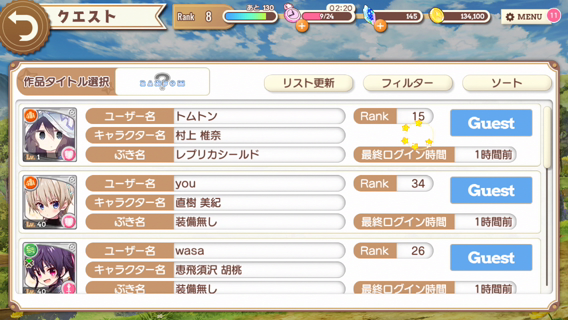 クエスト
Rank 8
あと 130
9/24
02:20
145
134,100
MENU
11
作品タイトル選択
RANDOM
?
リスト更新
フィルター
ソート
ユーザー名 トムトン
Rank 15
キャラクター名 村上 椎奈
ぶき名 レプリカシールド
最終ログイン時間 1時間前
Lv. 1
Guest
ユーザー名 you
Rank 34
キャラクター名 直樹 美紀
ぶき名 装備無し
最終ログイン時間 1時間前
Lv. 40
Guest
ユーザー名 wasa
Rank 26
キャラクター名 恵飛須沢 胡桃
ぶき名 装備無し
最終ログイン時間 1時間前
Lv. 40
Guest